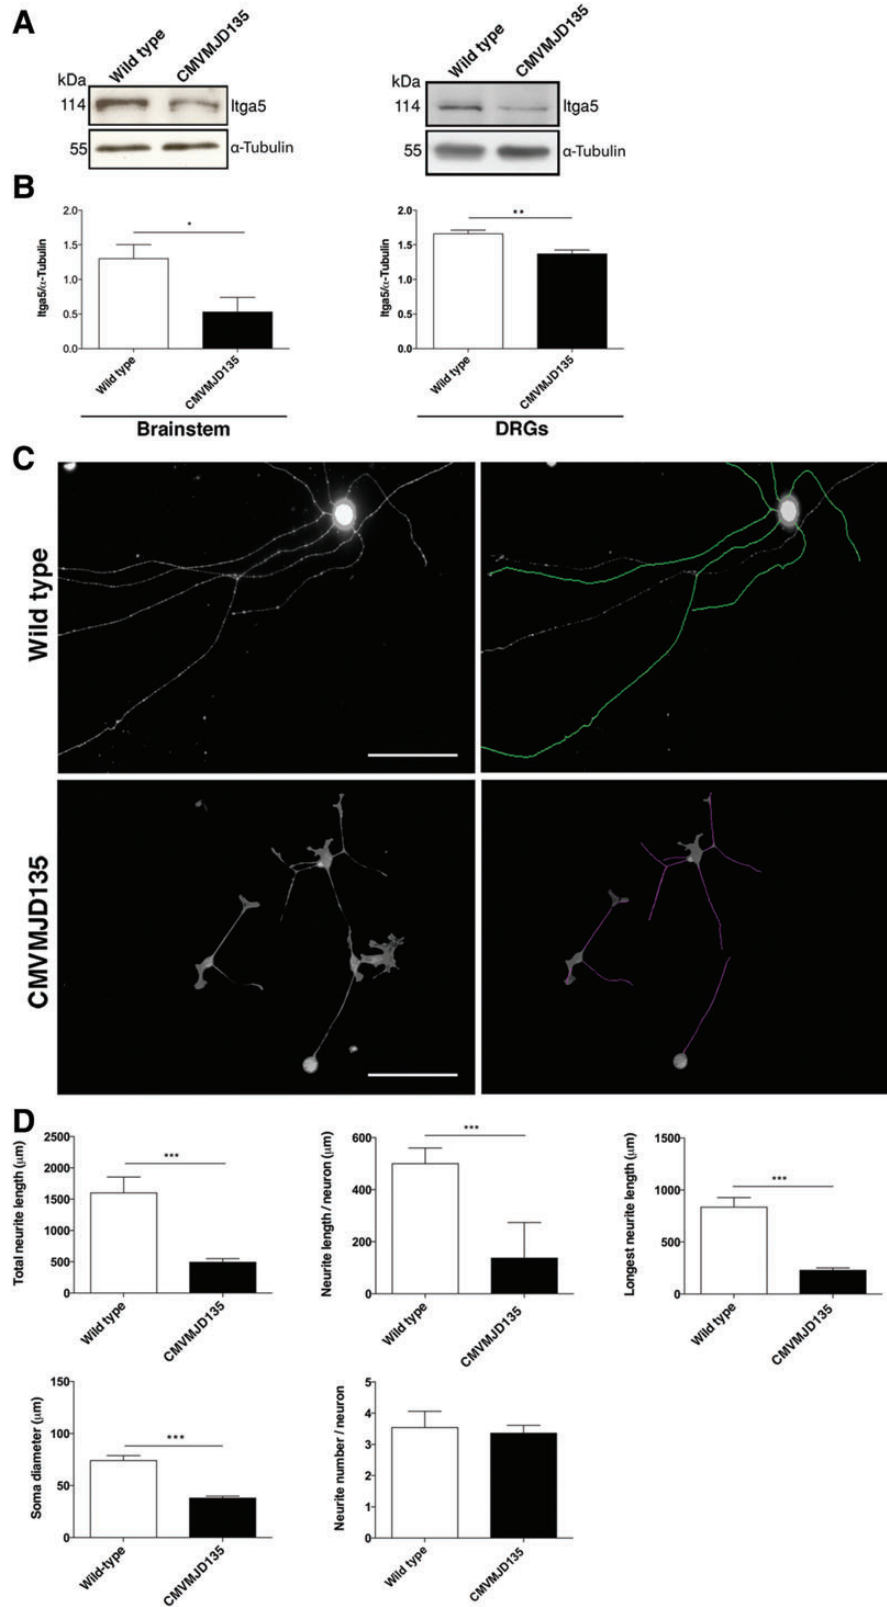 A
Wild type
CMVMJD135
kDa
114
Itga5
55
α-Tubulin
Wild type
CMVMJD135
kDa
114
Itga5
55
α-Tubulin
B
Itga5/α-Tubulin
2.0
1.5
1.0
0.5
0.0
*
Wild type
CMVMJD135
Brainstem
Itga5/α-Tubulin
2.0
1.5
1.0
0.5
0.0
**
Wild type
CMVMJD135
DRGs
C
Wild type
CMVMJD135
D
Total neurite length (μm)
2500
2000
1500
1000
500
0
***
Wild type
CMVMJD135
Neurite length / neuron (μm)
600
400
200
0
***
Wild type
CMVMJD135
Longest neurite length (μm)
1500
1000
500
0
***
Wild type
CMVMJD135
Soma diameter (μm)
150
100
50
0
***
Wild-type
CMVMJD135
Neurite number / neuron
5
4
3
2
1
0
Wild type
CMVMJD135